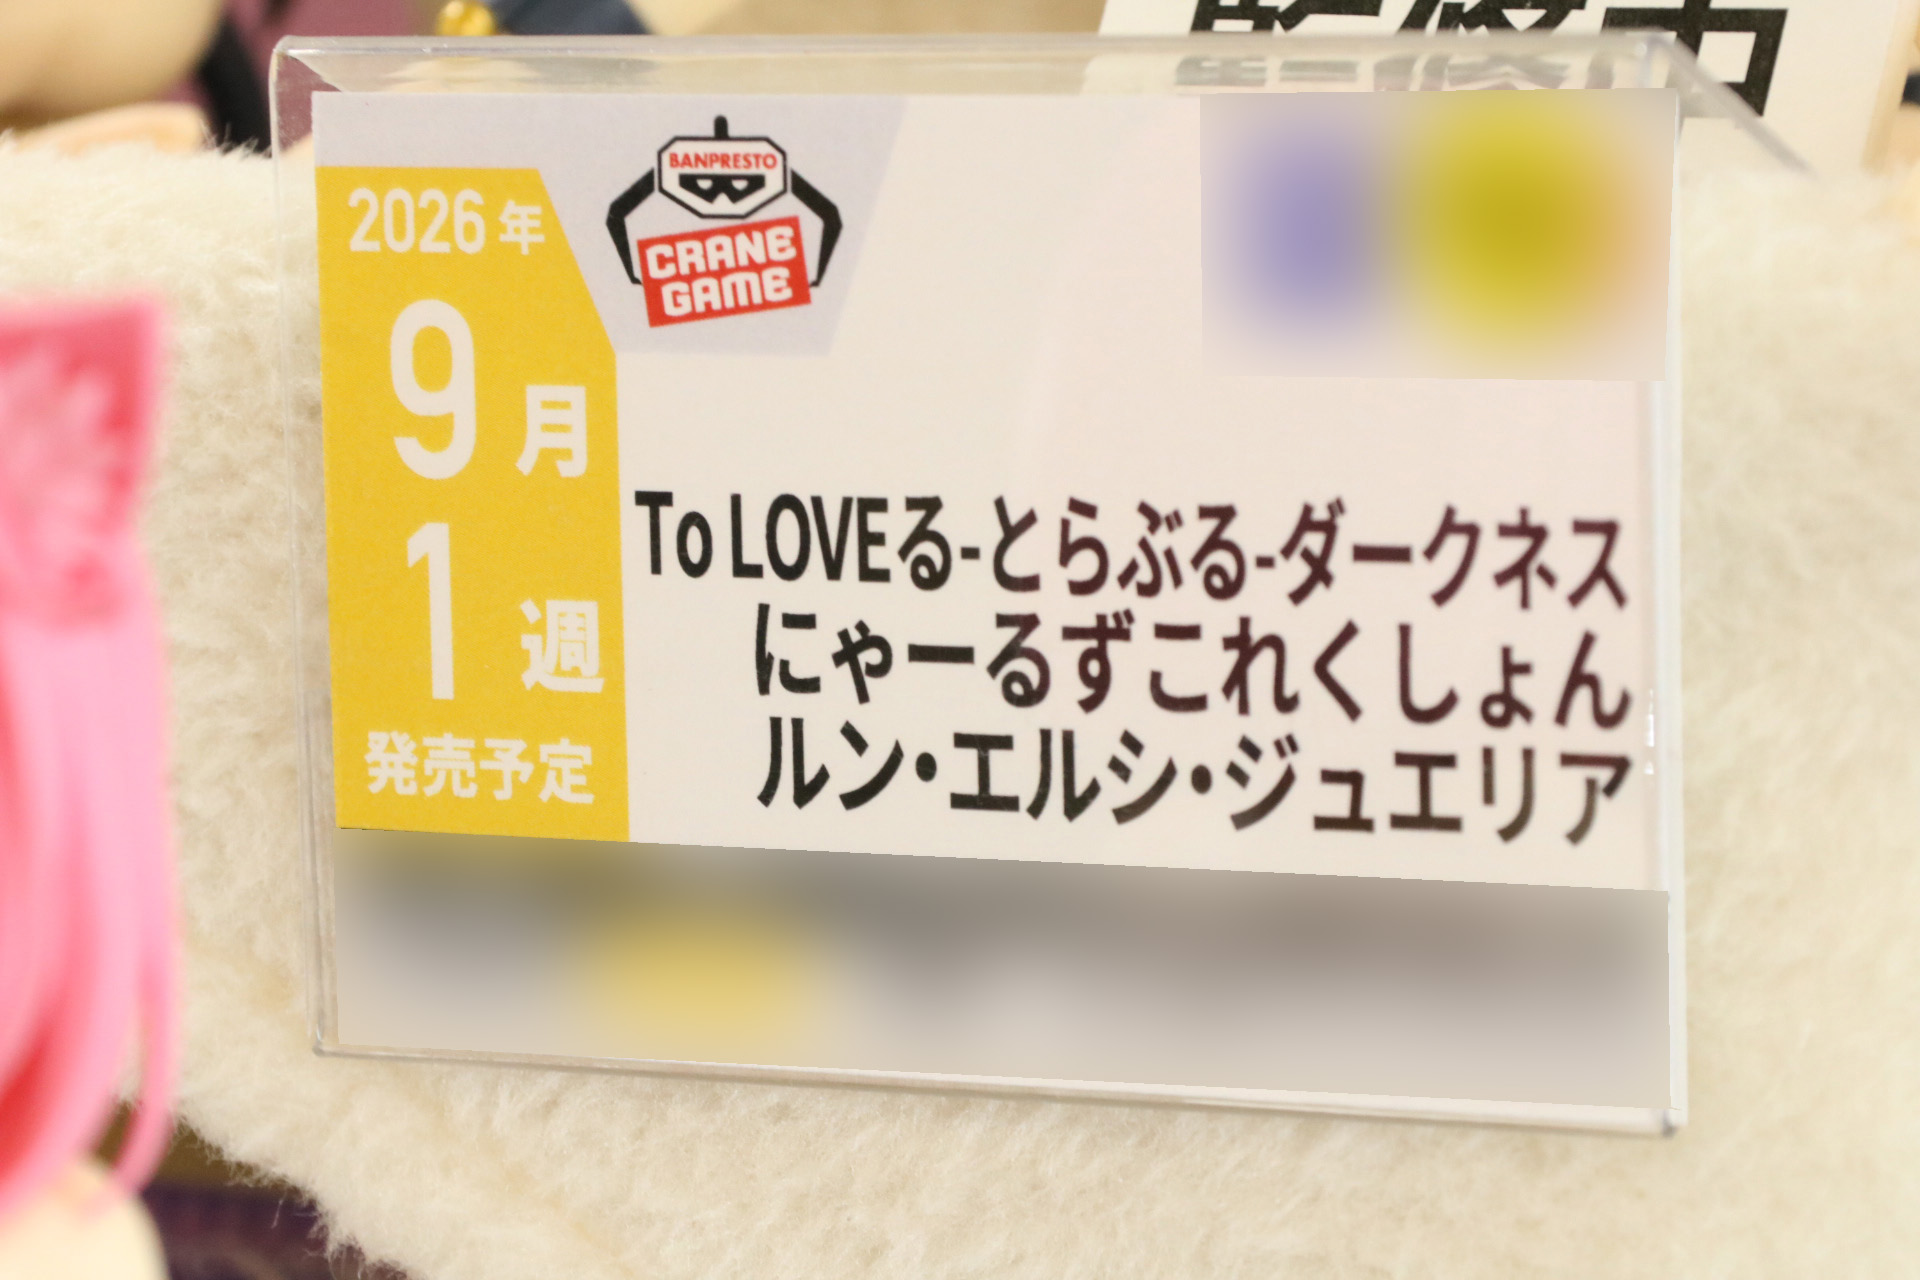 2026年
9月
1週
発売予定
BANPRESTO
CRANE
GAME
To LOVEる-とらぶる-ダークネス
にゃーるずこれくしょん
ルン・エルシ・ジュエリア